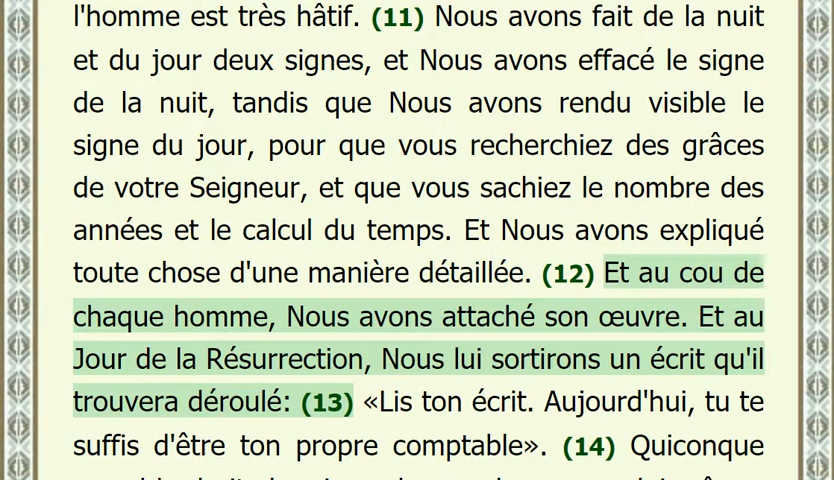 l'homme est très hâtif. (11) Nous avons fait de la nuit
et du jour deux signes, et Nous avons effacé le signe
de la nuit, tandis que Nous avons rendu visible le
signe du jour, pour que vous recherchiez des grâces
de votre Seigneur, et que vous sachiez le nombre des
années et le calcul du temps. Et Nous avons expliqué
toute chose d'une manière détaillée. (12) Et au cou de
chaque homme, Nous avons attaché son œuvre. Et au
Jour de la Résurrection, Nous lui sortirons un écrit qu'il
trouvera déroulé: (13) «Lis ton écrit. Aujourd'hui, tu te
suffis d'être ton propre comptable». (14) Quiconque